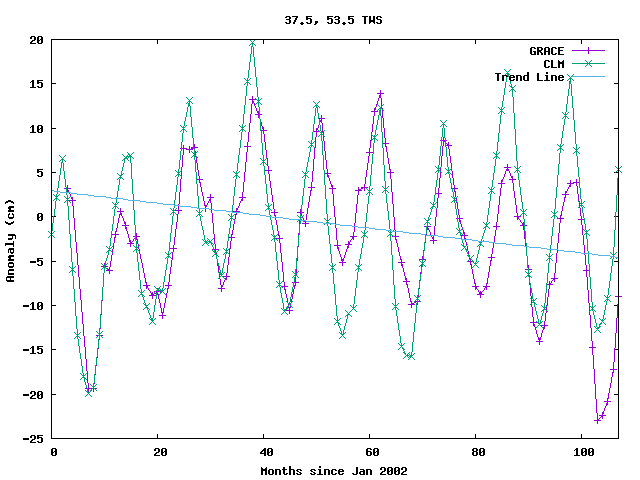 37.5, 53.5 TWS
GRACE
CLM
Trend Line
20
15
10
5
0
-5
-10
-15
-20
-25
Anomaly (cm)
0 20 40 60 80 100
Months since Jan 2002